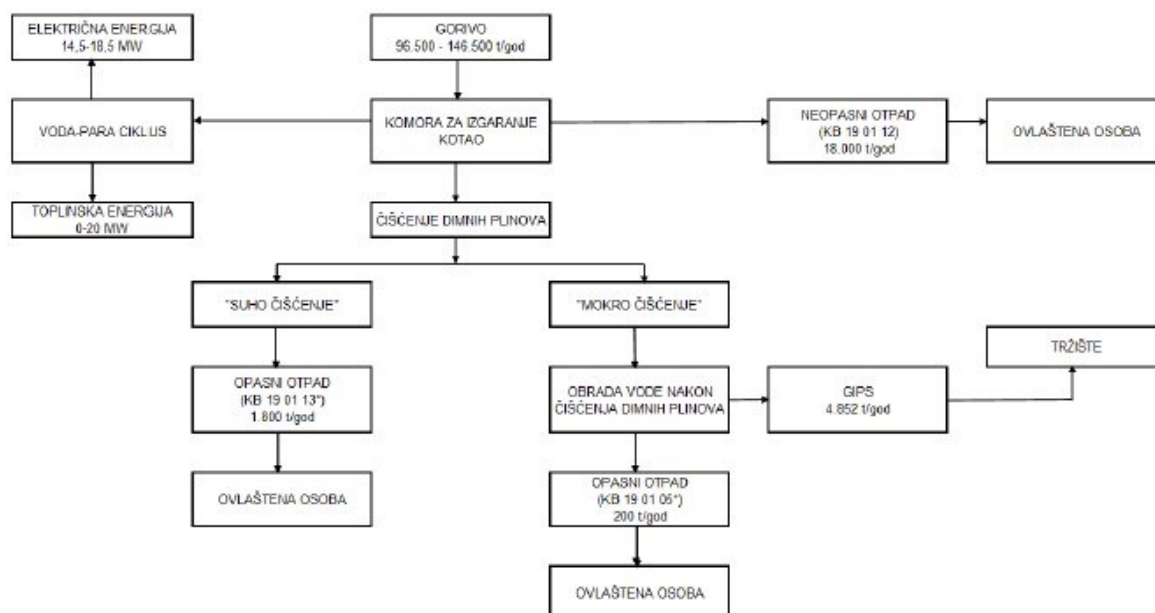 ELEKTRIČNA ENERGIJA
14,5-18,5 MW
GORIVO
96.500 - 146.500 t/god
VODA-PARA CIKLUS
KOMORA ZA IZGARANJE
KOTAO
NEOPASNI OTPAD
(KB 19 01 12)
18.000 t/god
OVLAŠTENA OSOBA
TOPLINSKA ENERGIJA
0-20 MW
ČIŠĆENJE DIMNIH PLINOVA
"SUHO ČIŠĆENJE"
"MOKRO ČIŠĆENJE"
TRŽIŠTE
OPASNI OTPAD
(KB 19 01 13*)
1.800 t/god
OBRADA VODE NAKON
ČIŠĆENJA DIMNIH PLINOVA
GIPS
4.852 t/god
OVLAŠTENA OSOBA
OPASNI OTPAD
(KB 19 01 05*)
200 t/god
OVLAŠTENA OSOBA